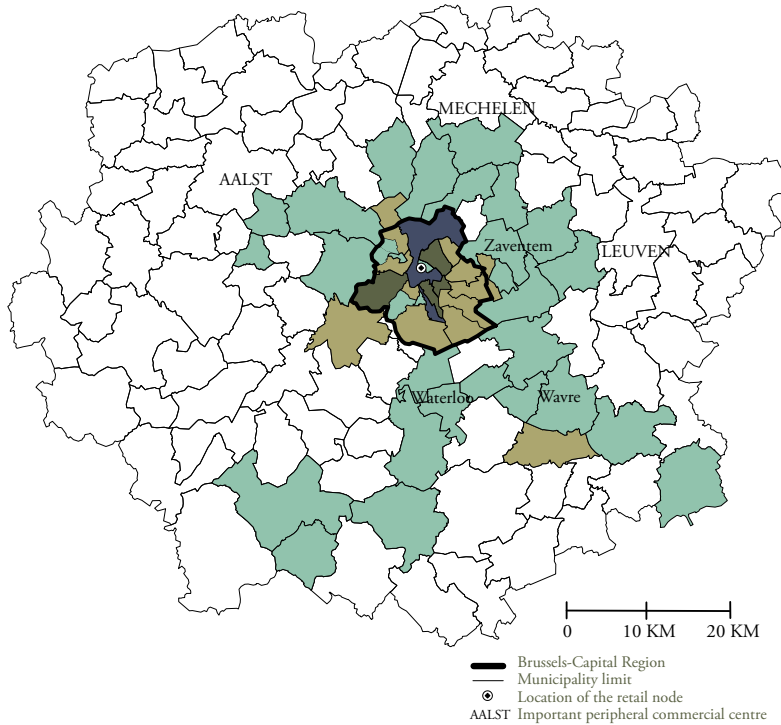 MECHELEN
AALST
Zaventem
LEUVEN
Waterloo
Wavre
0 10 KM 20 KM
Brussels-Capital Region
Municipality limit
Location of the retail node
AALST Important peripheral commercial centre